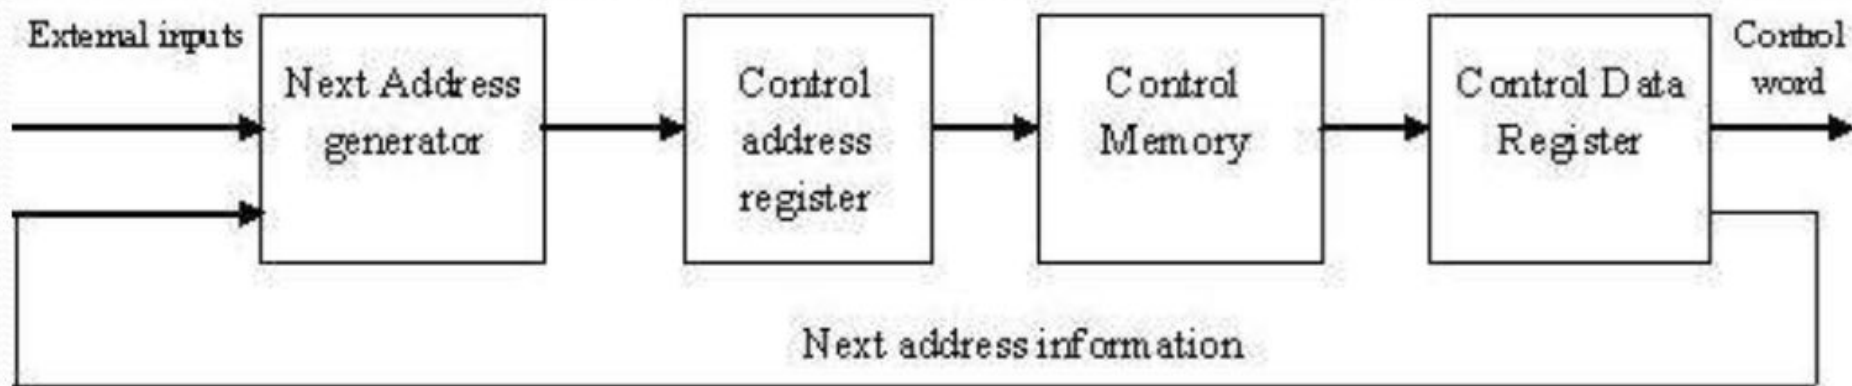 External inputs
Next Address
generator
Control
address
register
Control
Memory
Control Data
Register
Control
word
Next address information